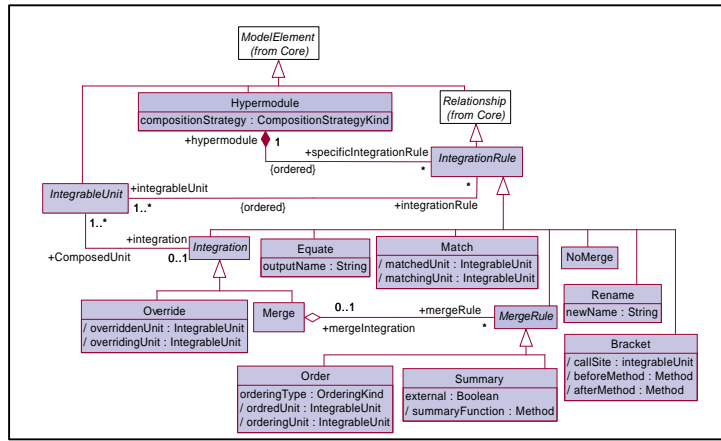 ModelElement
(from Core)
Hypermodule
compositionStrategy : CompositionStrategyKind
Relationship
(from Core)
+hypermodule
1
+specificIntegrationRule
{ordered}
*
IntegrationRule
IntegrableUnit
+integrableUnit
1..*
{ordered}
*
+integrationRule
1..*
+ComposedUnit
+integration
0..1
Integration
Equate
outputName : String
Match
/ matchedUnit : IntegrableUnit
/ matchingUnit : IntegrableUnit
NoMerge
Rename
newName : String
Override
/ overriddenUnit : IntegrableUnit
/ overridingUnit : IntegrableUnit
Merge
0..1
+mergeIntegration
+mergeRule
*
MergeRule
Bracket
/ callSite : integrableUnit
/ beforeMethod : Method
/ afterMethod : Method
Order
orderingType : OrderingKind
/ ordredUnit : IntegrableUnit
/ orderingUnit : IntegrableUnit
Summary
external : Boolean
/ summaryFunction : Method